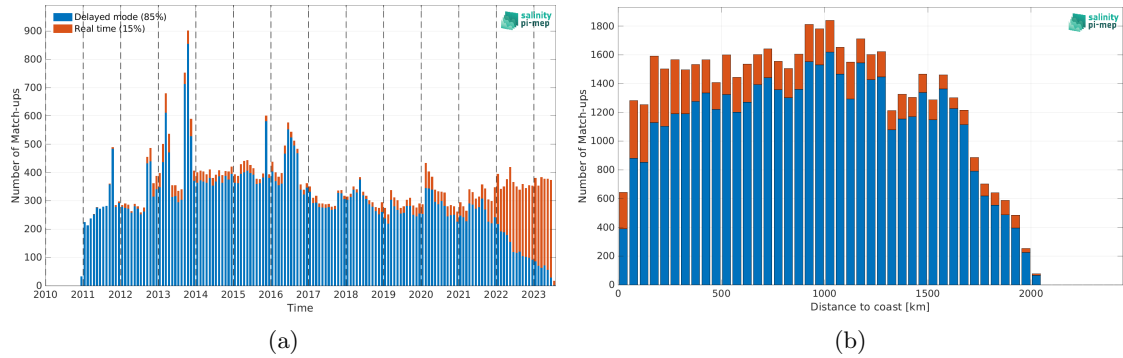 Delayed mode (85%)
Real time (15%)
salinity
pi-mep
Number of Match-ups
900
800
700
600
500
400
300
200
100
0
2010 2011 2012 2013 2014 2015 2016 2017 2018 2019 2020 2021 2022 2023
Time
(a)
salinity
pi-mep
Number of Match-ups
1800
1600
1400
1200
1000
800
600
400
200
0
0 500 1000 1500 2000
Distance to coast [km]
(b)